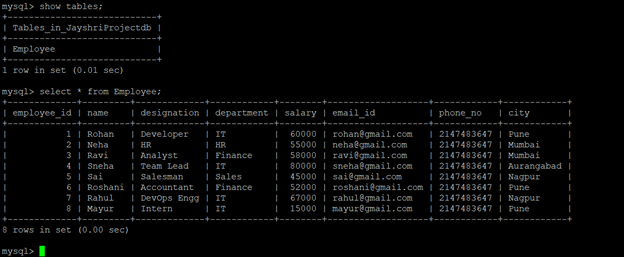 mysql> show tables;
+----------------------------+
| Tables_in_JayshriProjectdb |
+----------------------------+
| Employee                   |
+----------------------------+
1 row in set (0.01 sec)

mysql> select * from Employee;
+-------------+---------+-------------+------------+--------+-------------------+------------+------------+
| employee_id | name    | designation | department | salary | email_id          | phone_no   | city       |
+-------------+---------+-------------+------------+--------+-------------------+------------+------------+
|           1 | Rohan   | Developer   | IT         |  60000 | rohan@gmail.com   | 2147483647 | Pune       |
|           2 | Neha    | HR          | HR         |  55000 | neha@gmail.com    | 2147483647 | Mumbai     |
|           3 | Ravi    | Analyst     | Finance    |  58000 | ravi@gmail.com    | 2147483647 | Mumbai     |
|           4 | Sneha   | Team Lead   | IT         |  80000 | sneha@gmail.com   | 2147483647 | Aurangabad |
|           5 | Sai     | Salesman    | Sales      |  45000 | sai@gmail.com     | 2147483647 | Nagpur     |
|           6 | Roshani | Accountant  | Finance    |  52000 | roshani@gmail.com | 2147483647 | Pune       |
|           7 | Rahul   | DevOps Engg | IT         |  67000 | rahul@gmail.com   | 2147483647 | Nagpur     |
|           8 | Mayur   | Intern      | IT         |  15000 | mayur@gmail.com   | 2147483647 | Pune       |
+-------------+---------+-------------+------------+--------+-------------------+------------+------------+
8 rows in set (0.00 sec)

mysql>